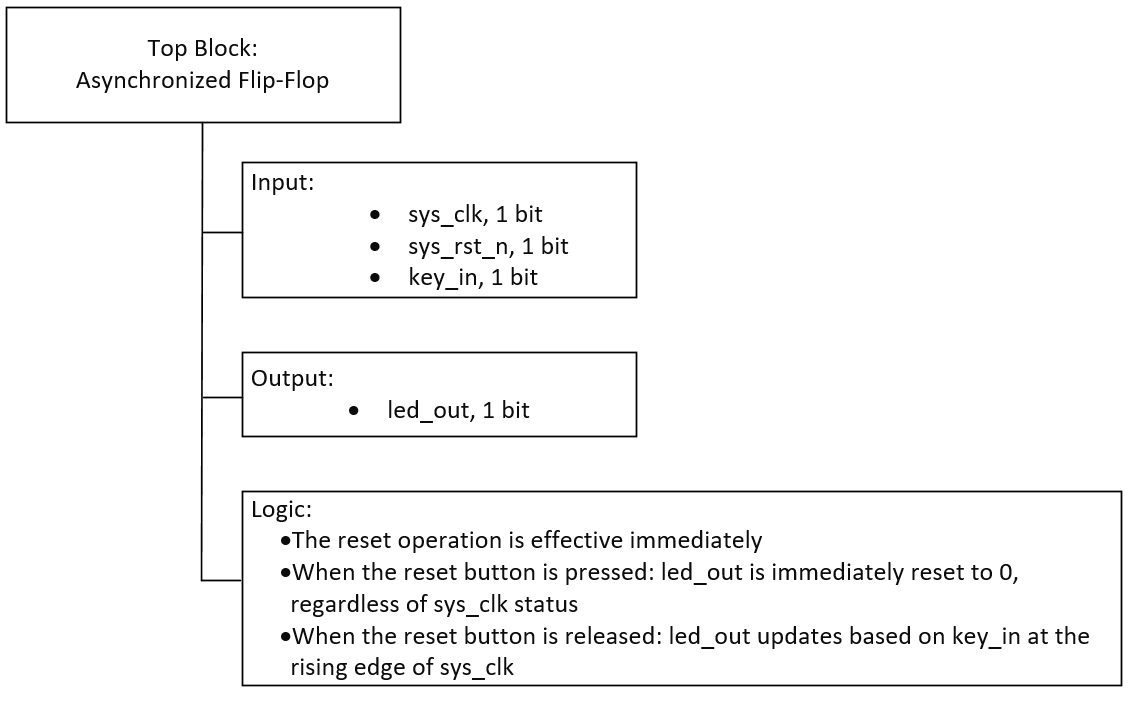 Top Block:
Asynchronized Flip-Flop
Input:
• sys_clk, 1 bit
• sys_rst_n, 1 bit
• key_in, 1 bit
Output:
• led_out, 1 bit
Logic:
•The reset operation is effective immediately
•When the reset button is pressed: led_out is immediately reset to 0,
regardless of sys_clk status
•When the reset button is released: led_out updates based on key_in at the
rising edge of sys_clk